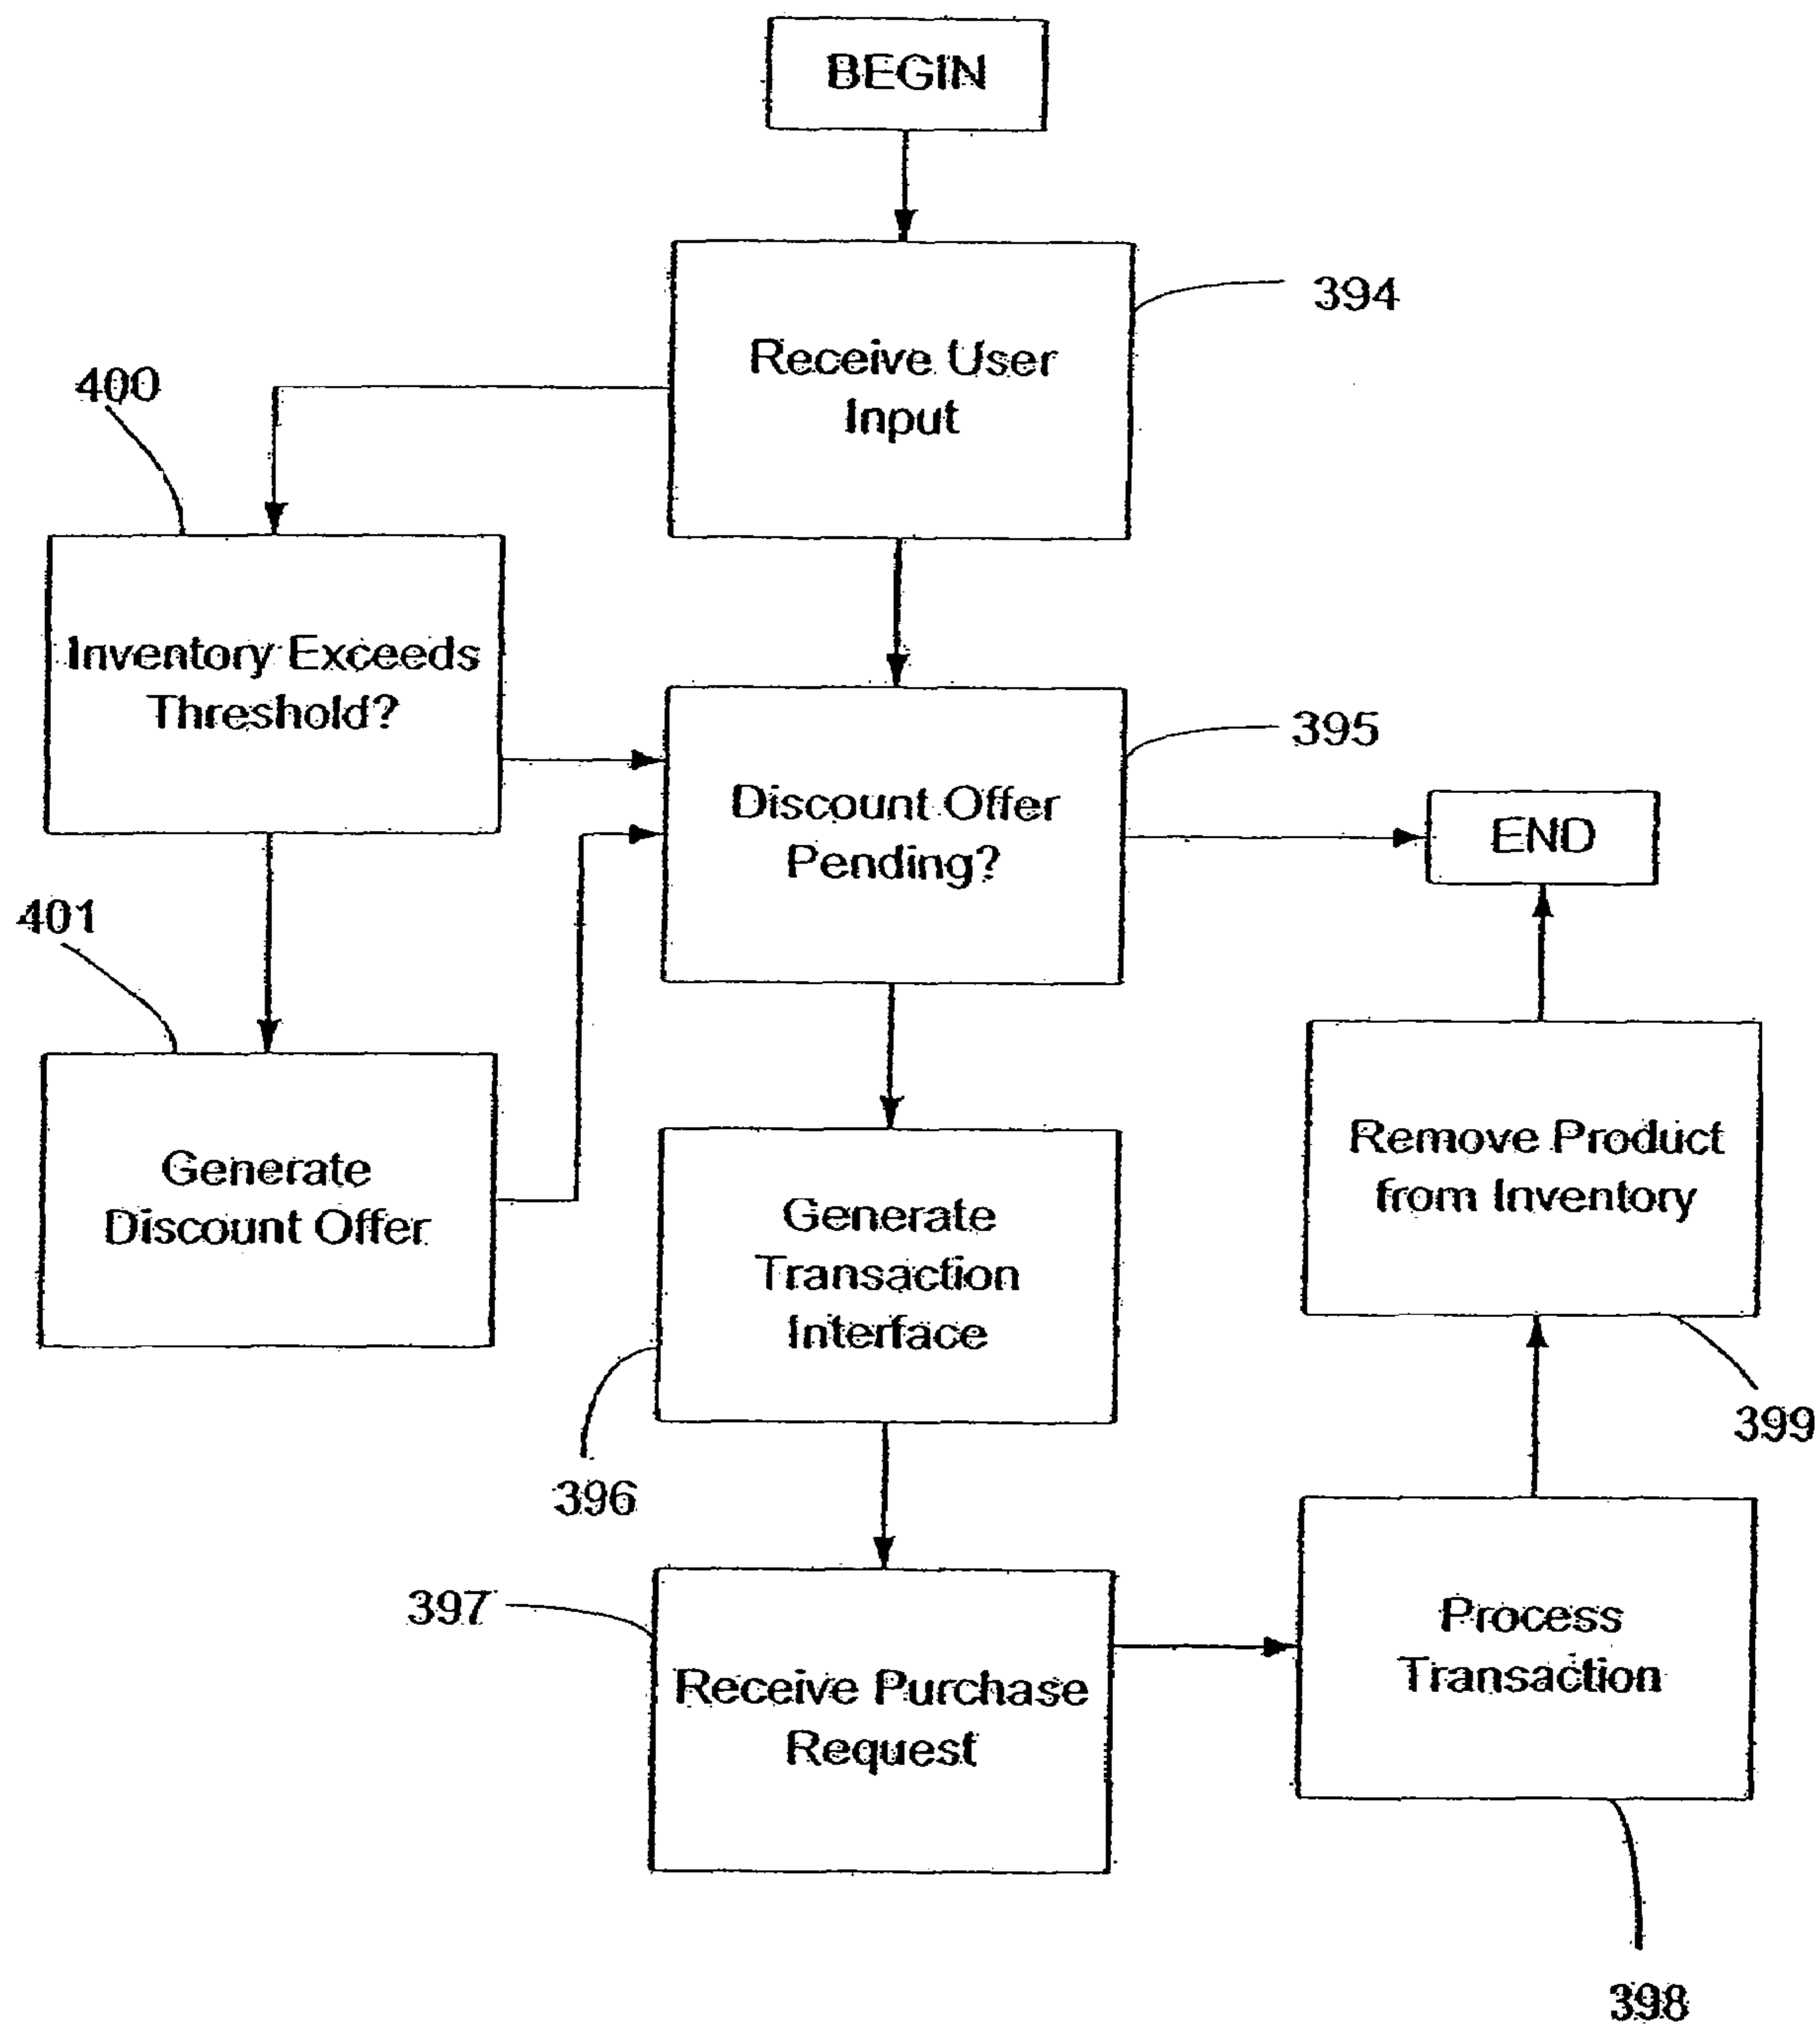 BEGIN
394
Receive User
Input
400
Inventory Exceeds
Threshold?
395
Discount Offer
Pending?
END
401
Generate
Discount Offer
Remove Product
from Inventory
Generate
Transaction
Interface
399
396
397
Process
Transaction
Receive Purchase
Request
398